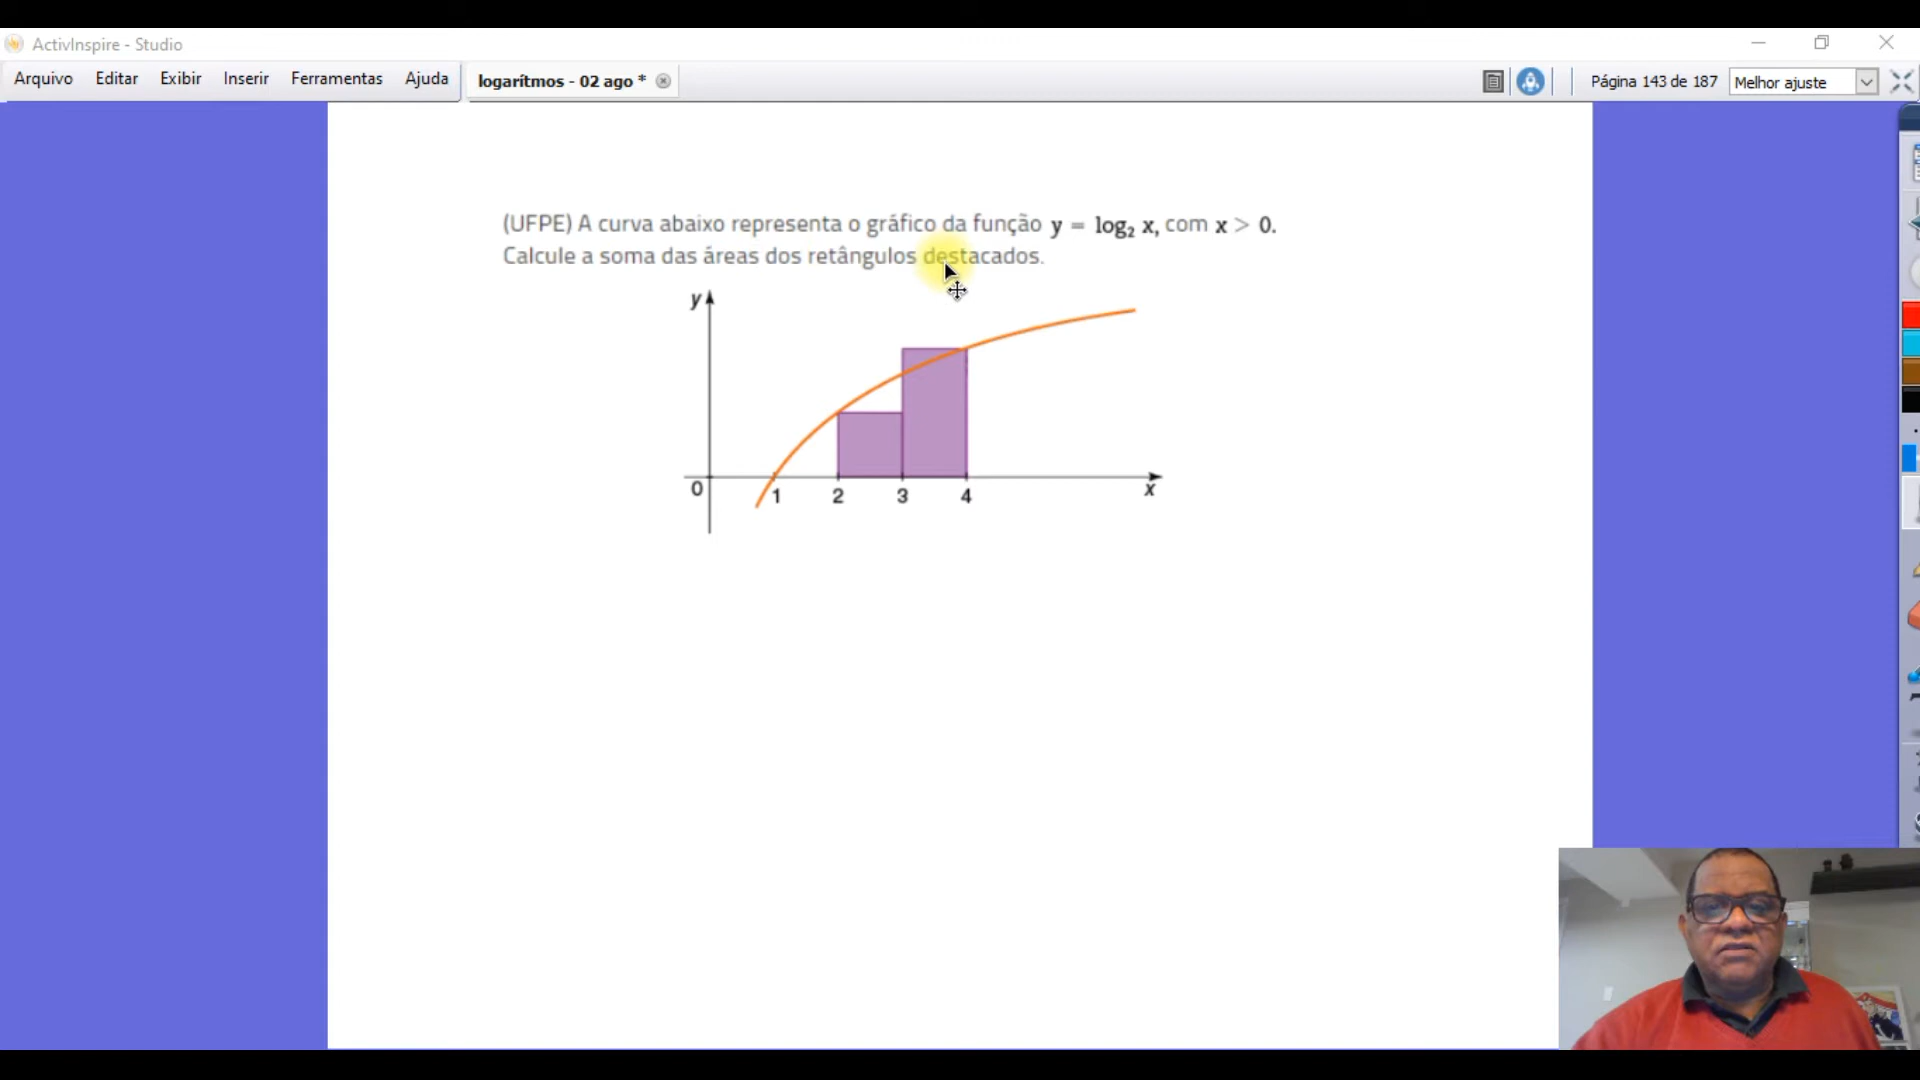 ActivInspire - Studio
Arquivo Editar Exibir Inserir Ferramentas Ajuda
logarítmos - 02 ago *
Página 143 de 187
Melhor ajuste
(UFPE) A curva abaixo representa o gráfico da função y = log₂ x, com x > 0.
Calcule a soma das áreas dos retângulos destacados.
y
0 1 2 3 4 x